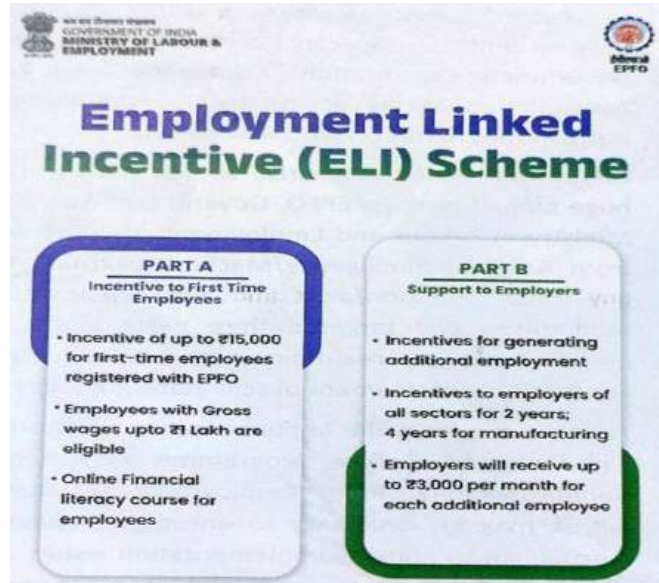 GOVERNMENT OF INDIA
MINISTRY OF LABOUR &
EMPLOYMENT
EPFO
Employment Linked
Incentive (ELI) Scheme
PART A
Incentive to First Time
Employees
• Incentive of up to ₹15,000
for first-time employees
registered with EPFO
• Employees with Gross
wages upto ₹1 Lakh are
eligible
• Online Financial
literacy course for
employees
PART B
Support to Employers
• Incentives for generating
additional employment
• Incentives to employers of
all sectors for 2 years;
4 years for manufacturing
• Employers will receive up
to ₹3,000 per month for
each additional employee